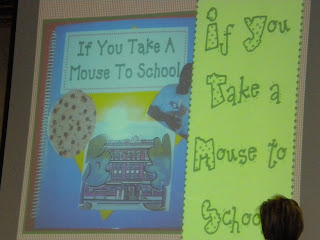 If You Take A
Mouse To School
If You
Take a
Mouse to
School